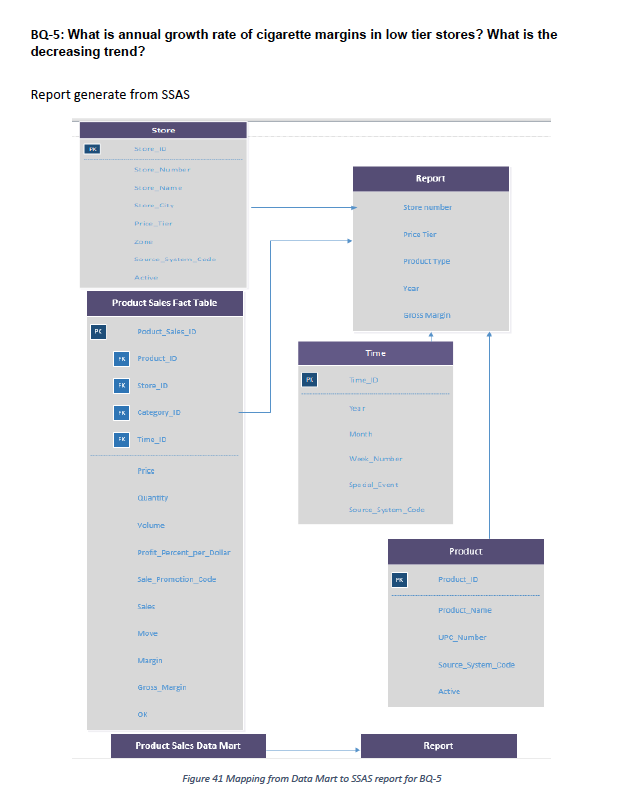 BQ-5: What is annual growth rate of cigarette margins in low tier stores? What is the
decreasing trend?
Report generate from SSAS
Store
PK
Store_ID
Store_Number
Store_Name
Store_City
Price_Tier
Zone
Source_System_Code
Active
Product Sales Fact Table
PK
Poduct_Sales_ID
FK
Product_ID
FK
Store_ID
FK
Category_ID
FK
Time_ID
Price
Quantity
Volume
Profit_Percent_per_Dollar
Sale_Promotion_Code
Sales
Move
Margin
Gross_Margin
OK
Report
Store number
Price Tier
Product Type
Year
Gross Margin
Time
PK
Time_ID
Year
Month
Week_Number
Special_Event
Source_System_Code
Product
PK
Product_ID
Product_Name
UPC_Number
Source_System_Code
Active
Product Sales Data Mart
Report
Figure 41 Mapping from Data Mart to SSAS report for BQ-5